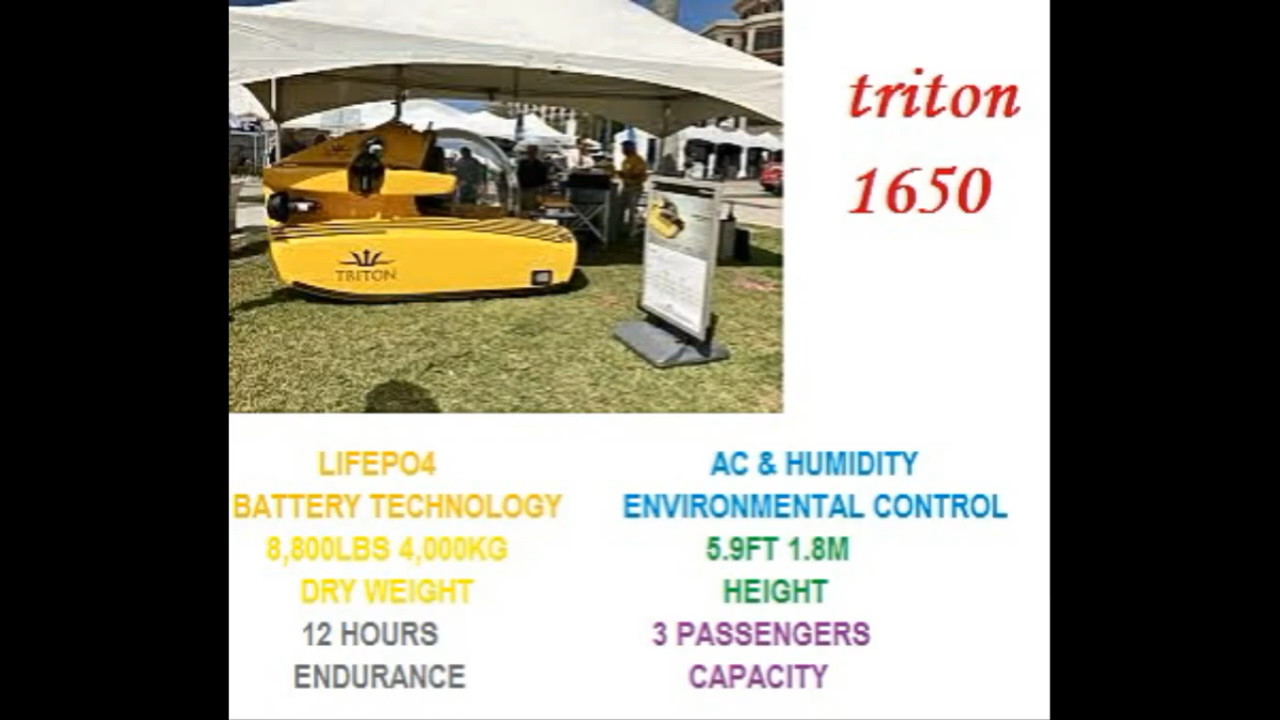 triton
1650
TRITON
LIFEPO4
BATTERY TECHNOLOGY
8,800LBS 4,000KG
DRY WEIGHT
12 HOURS
ENDURANCE
AC & HUMIDITY
ENVIRONMENTAL CONTROL
5.9FT 1.8M
HEIGHT
3 PASSENGERS
CAPACITY